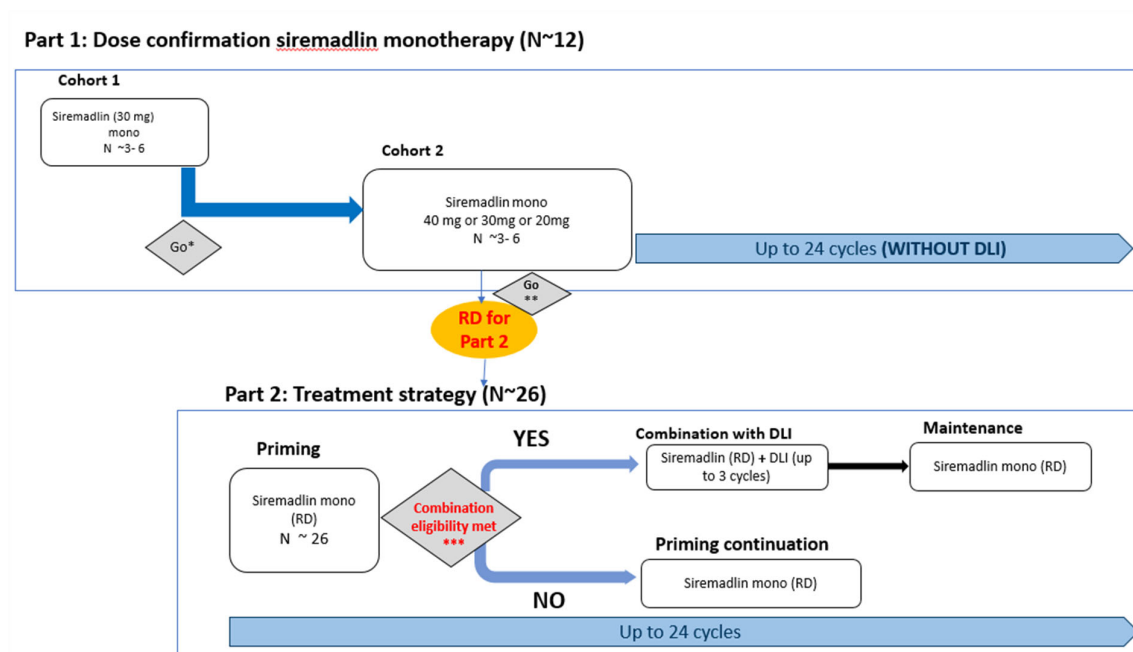 Part 1: Dose confirmation siremadlin monotherapy (N~12)
Cohort 1
Siremadlin (30 mg)
mono
N ~3- 6
Cohort 2
Siremadlin mono
40 mg or 30mg or 20mg
N ~3- 6
Go*
Up to 24 cycles (WITHOUT DLI)
Go
**
RD for
Part 2
Part 2: Treatment strategy (N~26)
Priming
Siremadlin mono
(RD)
N ~ 26
Combination
eligibility met
***
YES
Combination with DLI
Siremadlin (RD) + DLI (up
to 3 cycles)
Maintenance
Siremadlin mono (RD)
NO
Priming continuation
Siremadlin mono (RD)
Up to 24 cycles